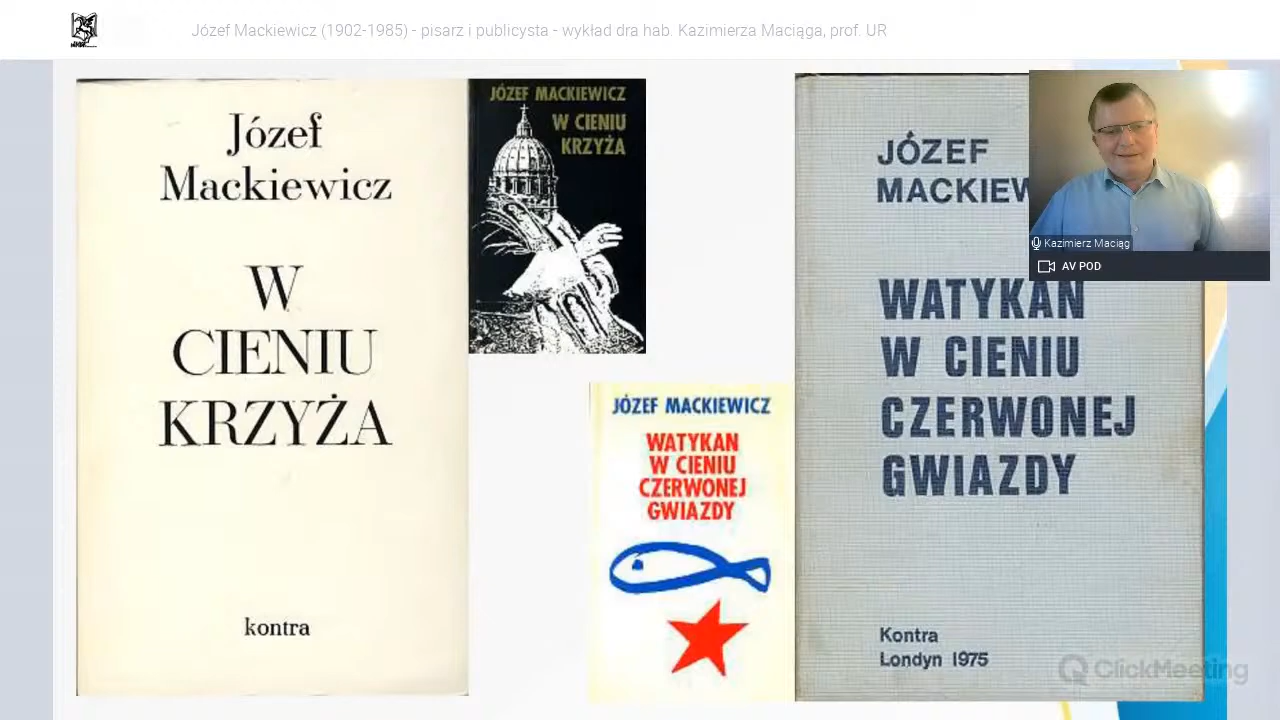 Józef Mackiewicz (1902-1985) - pisarz i publicysta - wykład dra hab. Kazimierza Maciąga, prof. UR
Józef
Mackiewicz
W
CIENIU
KRZYŻA
kontra
JÓZEF MACKIEWICZ
W CIENIU
KRZYŻA
JÓZEF MACKIEWICZ
WATYKAN
W CIENIU
CZERWONEJ
GWIAZDY
JÓZEF
MACKIEW
WATYKAN
W CIENIU
CZERWONEJ
GWIAZDY
Kontra
Londyn 1975
Kazimierz Maciąg
AV POD
ClickMeeting